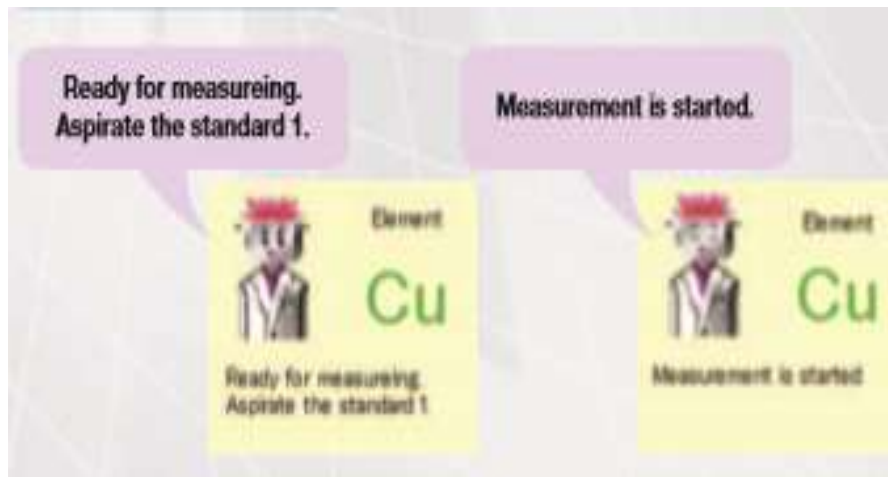 Ready for measureing.
Aspirate the standard 1.
Measurement is started.
Element
Cu
Ready for measureing.
Aspirate the standard 1
Element
Cu
Measurement is started